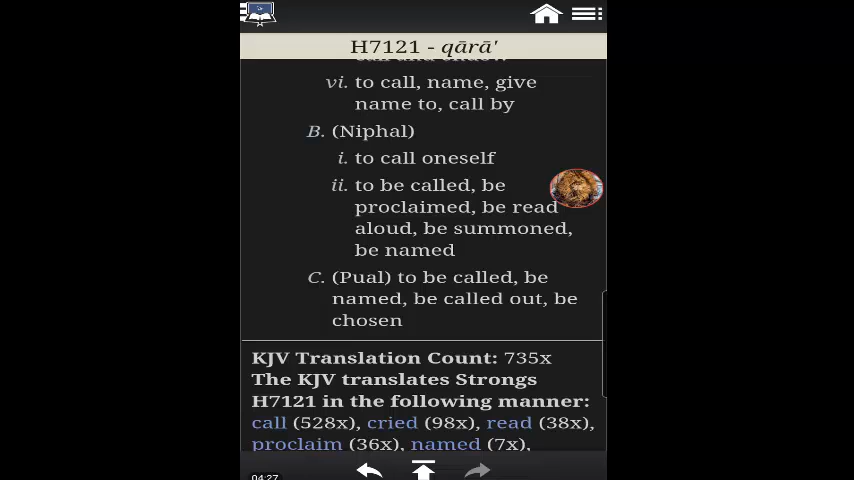 H7121 - qārā'
vi. to call, name, give
name to, call by
B. (Niphal)
i. to call oneself
ii. to be called, be
proclaimed, be read
aloud, be summoned,
be named
C. (Pual) to be called, be
named, be called out, be
chosen
KJV Translation Count: 735x
The KJV translates Strongs
H7121 in the following manner:
call (528x), cried (98x), read (38x),
proclaim (36x), named (7x),
04:27